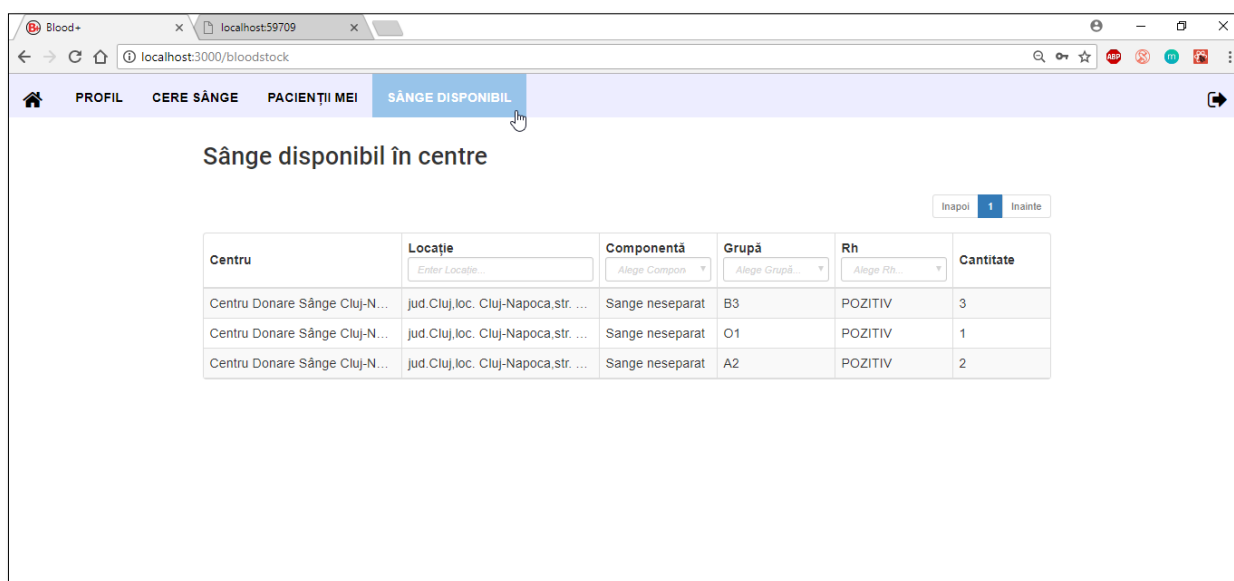 Blood+ localhost:59709
localhost:3000/bloodstock
PROFIL CERE SÂNGE PACIENȚII MEI SÂNGE DISPONIBIL
Sânge disponibil în centre
Inapoi 1 Inainte
Centru Locație Componentă Grupă Rh Cantitate
Enter Locatie... Alege Compon Alege Grupă... Alege Rh...
Centru Donare Sânge Cluj-N... jud.Cluj,loc. Cluj-Napoca,str. ... Sange neseparat B3 POZITIV 3
Centru Donare Sânge Cluj-N... jud.Cluj,loc. Cluj-Napoca,str. ... Sange neseparat O1 POZITIV 1
Centru Donare Sânge Cluj-N... jud.Cluj,loc. Cluj-Napoca,str. ... Sange neseparat A2 POZITIV 2